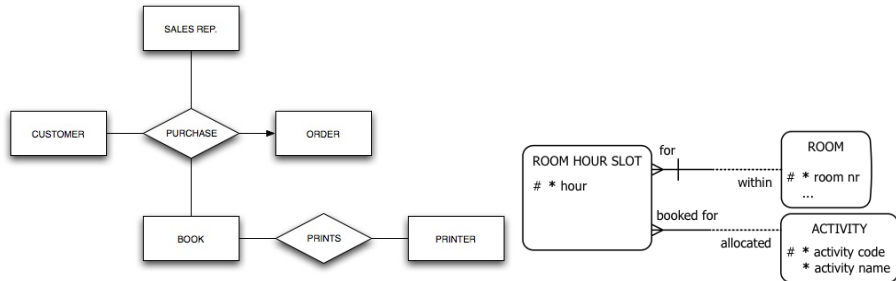 SALES REP.
CUSTOMER
PURCHASE
ORDER
BOOK
PRINTS
PRINTER
ROOM HOUR SLOT
# * hour
for
within
ROOM
# * room nr
...
booked for
allocated
ACTIVITY
# * activity code
* activity name